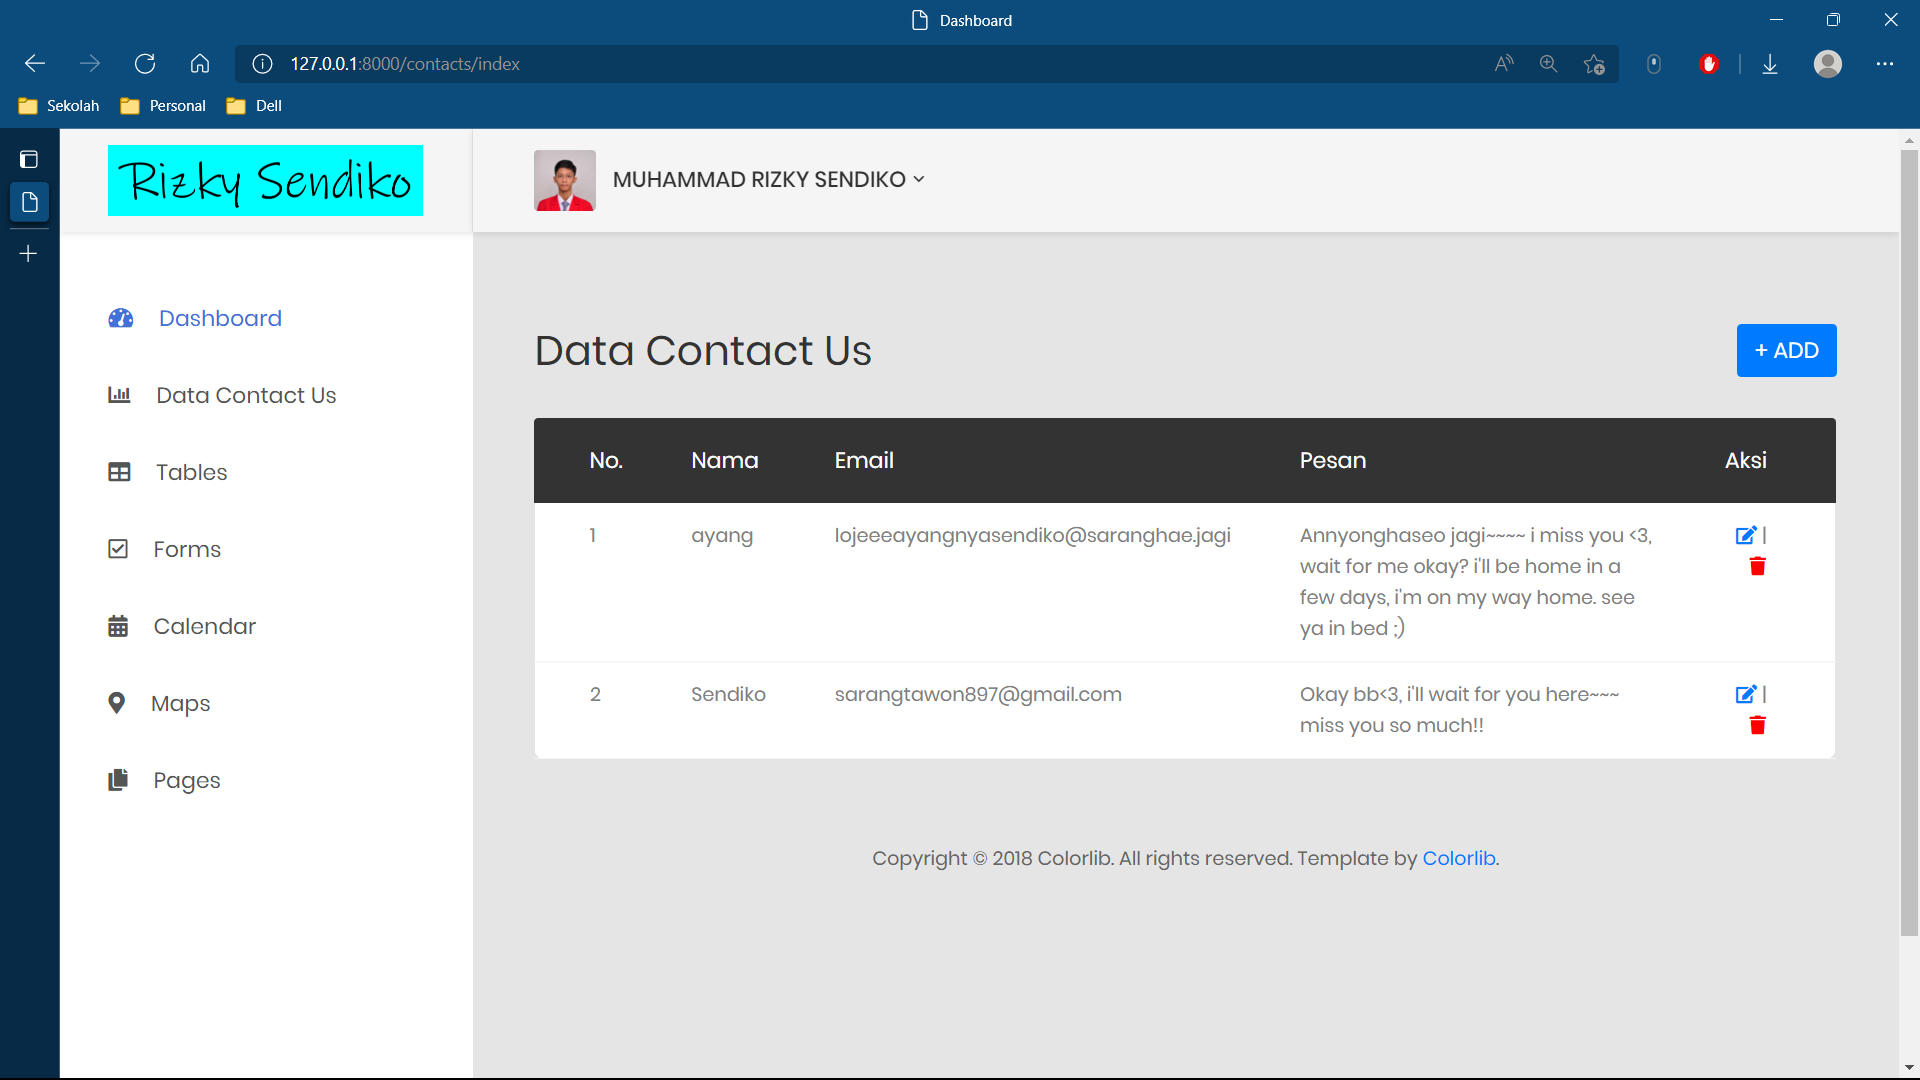 Dashboard
127.0.0.1:8000/contacts/index
Sekolah Personal Dell
Rizky Sendiko
MUHAMMAD RIZKY SENDIKO
Dashboard
Data Contact Us
Tables
Forms
Calendar
Maps
Pages
Data Contact Us
+ ADD
No. Nama Email Pesan Aksi
1 ayang lojeeeayangnyasendiko@saranghae.jagi Annyonghaseo jagi~~~~ i miss you <3, |
wait for me okay? i'll be home in a
few days, i'm on my way home. see
ya in bed ;)
2 Sendiko sarangtawon897@gmail.com Okay bb<3, i'll wait for you here~~~ |
miss you so much!!
Copyright © 2018 Colorlib. All rights reserved. Template by Colorlib.